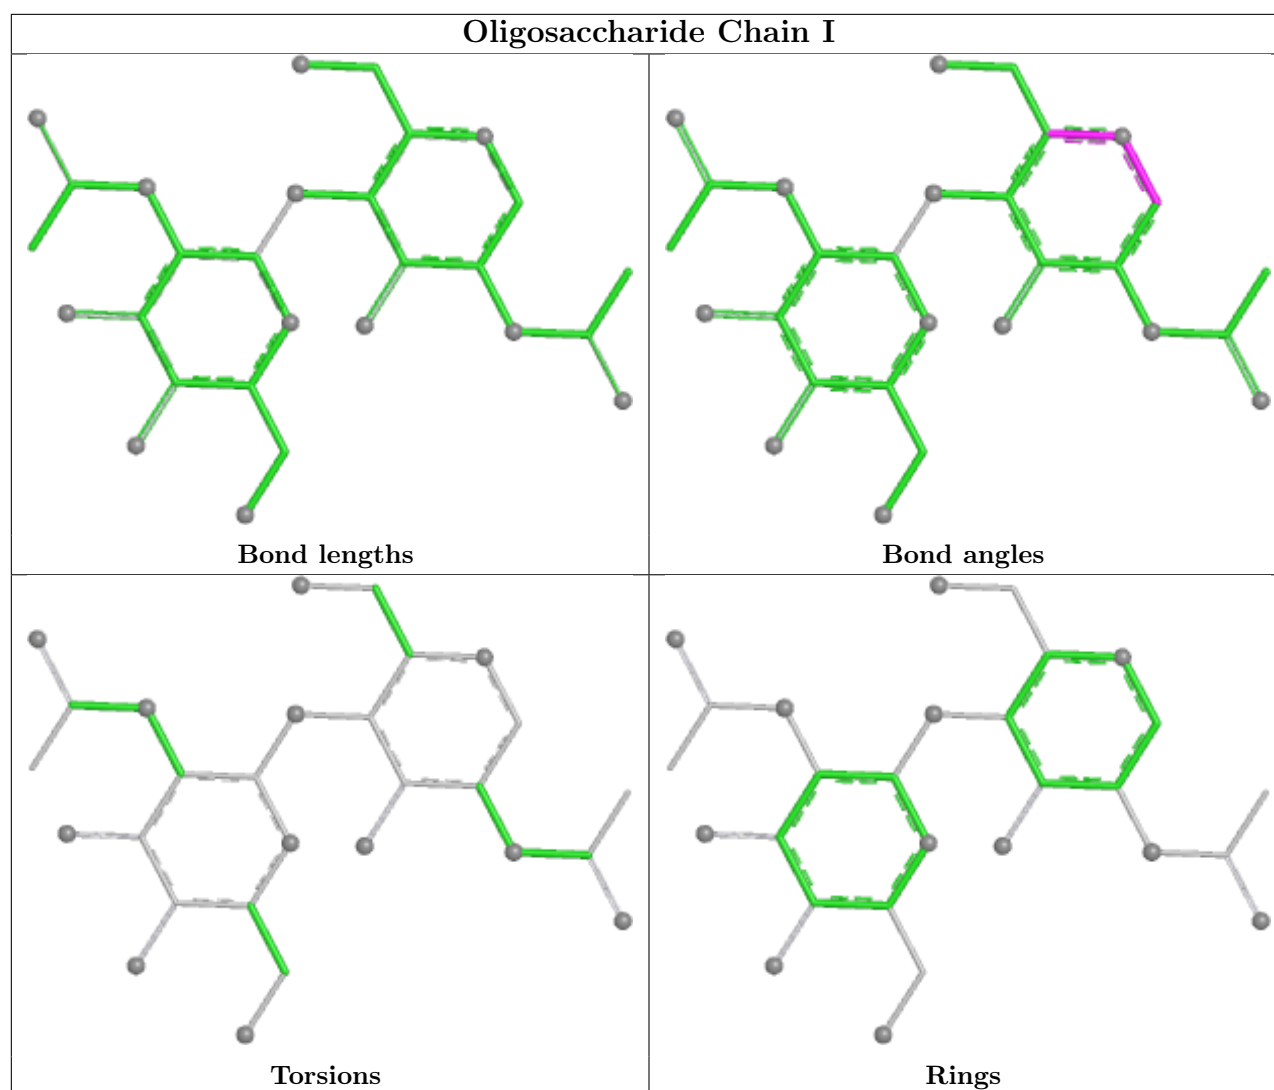 Oligosaccharide Chain I
Bond lengths
Bond angles
Torsions
Rings